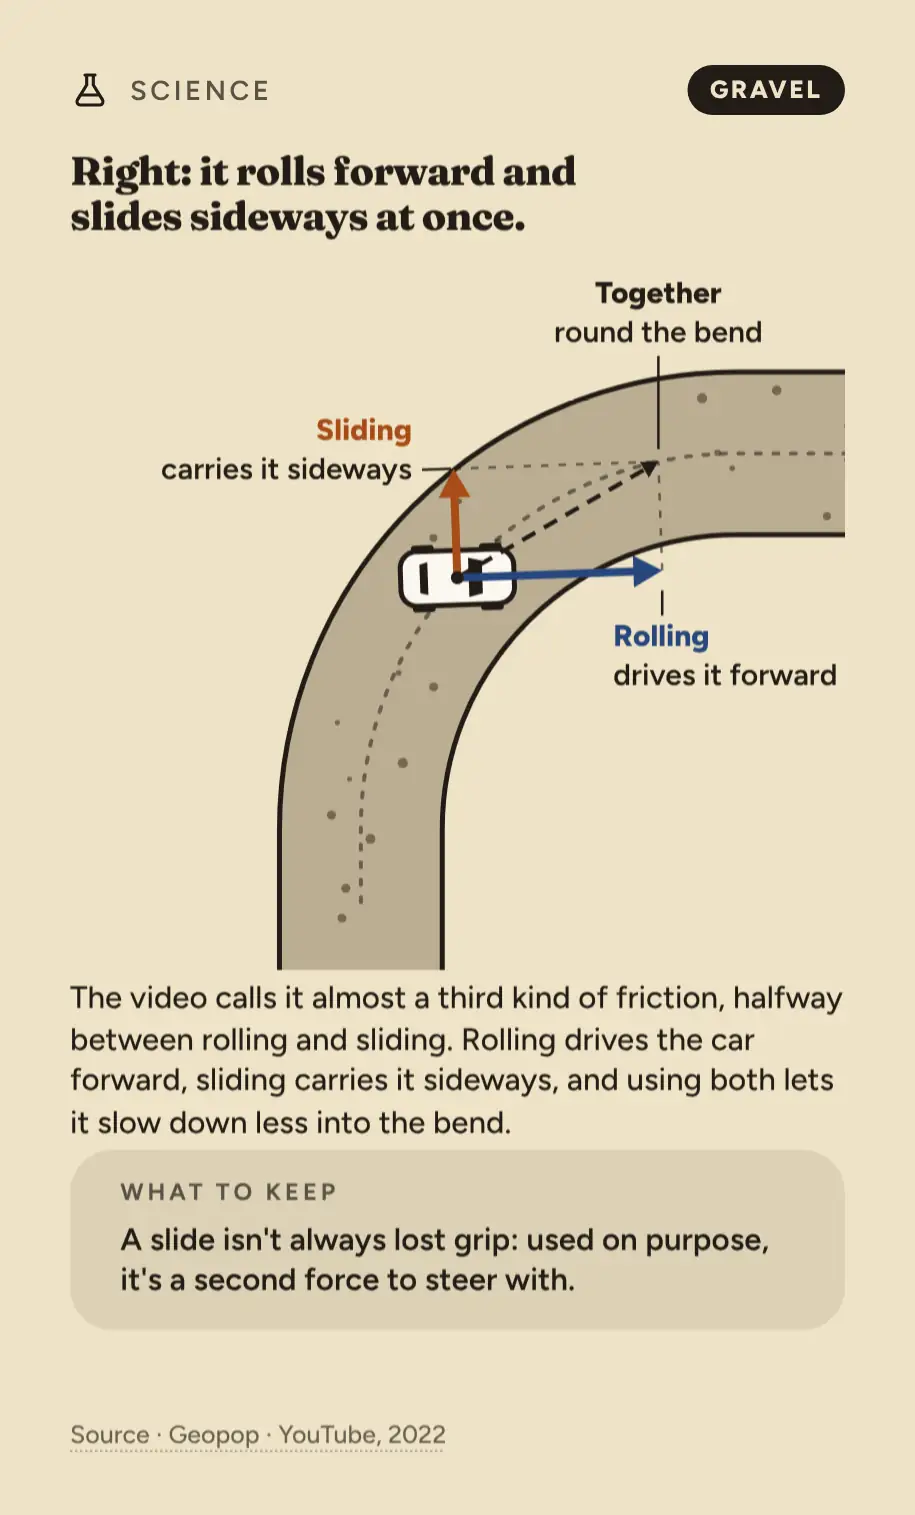 SCIENCE
GRAVEL
Right: it rolls forward and
slides sideways at once.
Together
round the bend
Sliding
carries it sideways
Rolling
drives it forward
The video calls it almost a third kind of friction, halfway
between rolling and sliding. Rolling drives the car
forward, sliding carries it sideways, and using both lets
it slow down less into the bend.
WHAT TO KEEP
A slide isn't always lost grip: used on purpose,
it's a second force to steer with.
Source · Geopop · YouTube, 2022